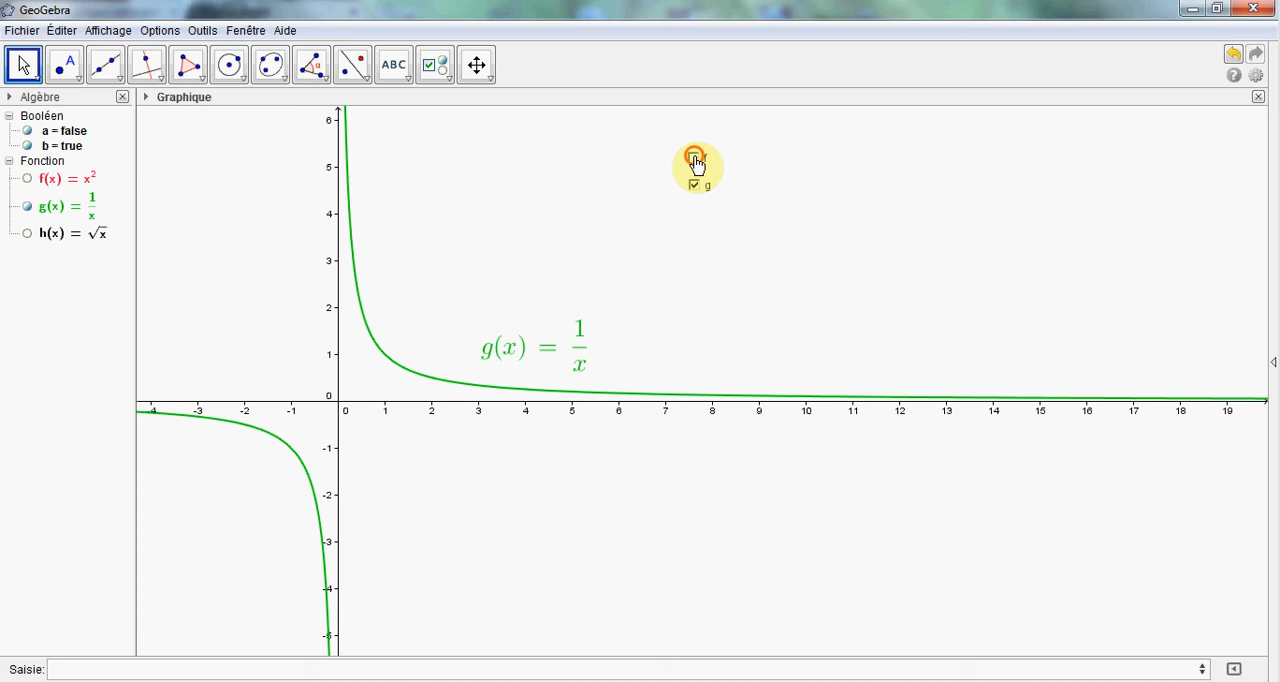 GeoGebra
Fichier Éditer Affichage Options Outils Fenêtre Aide
A ABC
Algèbre
Graphique
Booléen
a = false
b = true
Fonction
f(x) = x²
g(x) = 1/x
h(x) = √x
g
g(x) = 1/x
6
5
4
3
2
1
0
-4 -3 -2 -1 0 1 2 3 4 5 6 7 8 9 10 11 12 13 14 15 16 17 18 19
-1
-2
-3
-4
-5
Saisie: